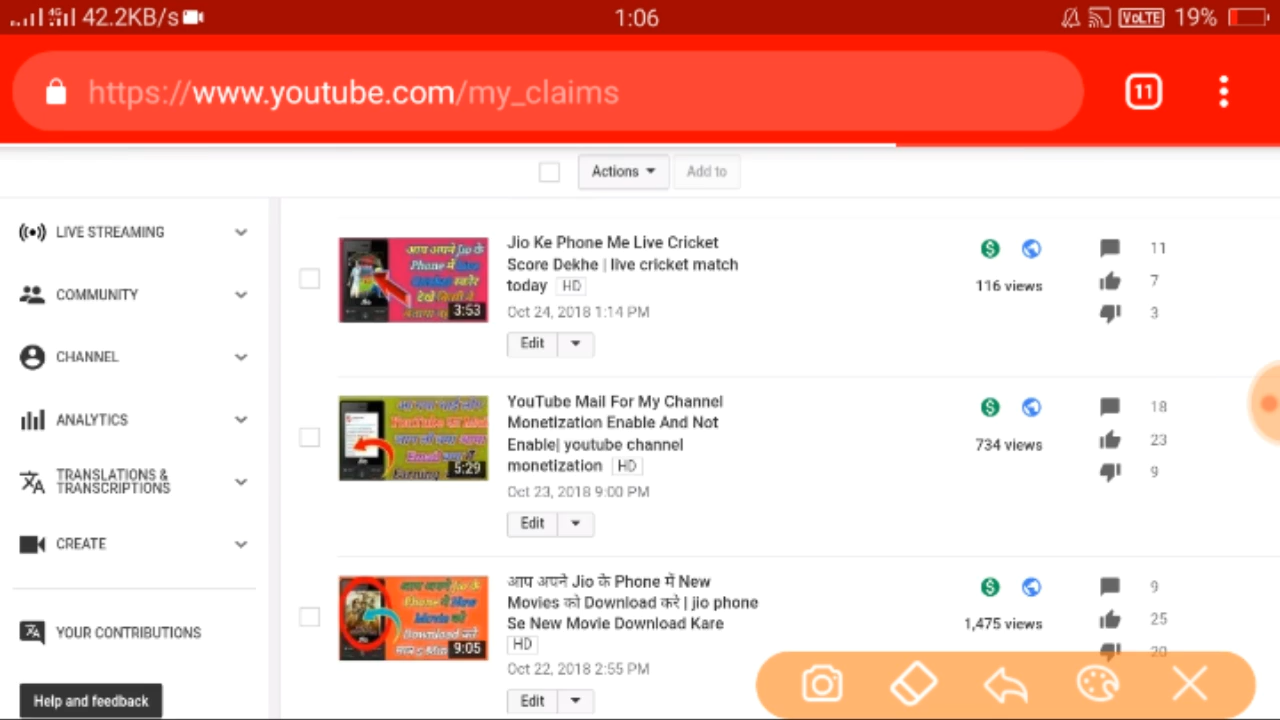 42.2KB/s
1:06
VoLTE
19%
https://www.youtube.com/my_claims
11
Actions
Add to
LIVE STREAMING
COMMUNITY
CHANNEL
ANALYTICS
TRANSLATIONS &
TRANSCRIPTIONS
CREATE
YOUR CONTRIBUTIONS
Help and feedback
3:53
Jio Ke Phone Me Live Cricket
Score Dekhe | live cricket match
today HD
Oct 24, 2018 1:14 PM
Edit
116 views
11
7
3
5:29
YouTube Mail For My Channel
Monetization Enable And Not
Enable| youtube channel
monetization HD
Oct 23, 2018 9:00 PM
Edit
734 views
18
23
9
9:05
आप अपने Jio के Phone में New
Movies को Download करे | jio phone
Se New Movie Download Kare
HD
Oct 22, 2018 2:55 PM
Edit
1,475 views
9
25
20